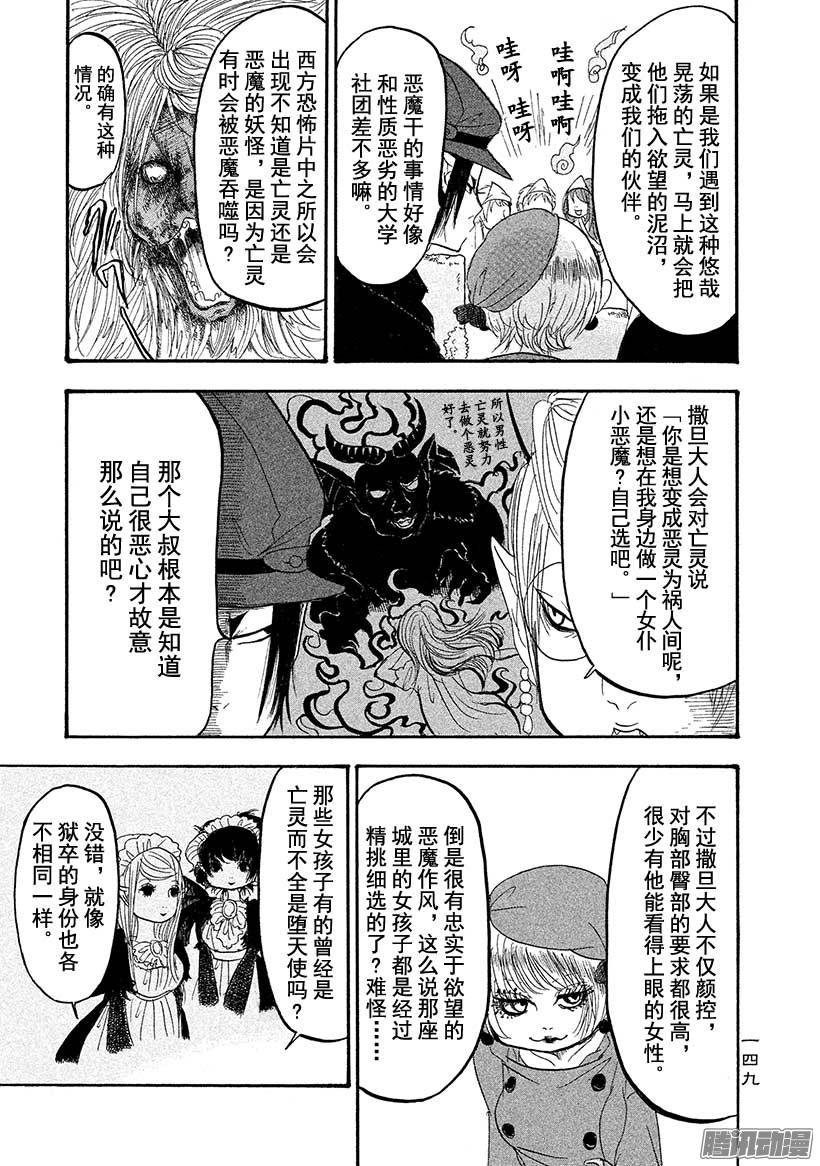 如果是我们遇到这种悠哉
晃荡的亡灵，马上就会把
他们拖入欲望的泥沼，
变成我们的伙伴。
哇啊哇啊
哇呀 哇呀
恶魔干的事情好像
和性质恶劣的大学
社团差不多嘛。
西方恐怖片中之所以会
出现不知道是亡灵还是
恶魔的妖怪，是因为亡灵
有时会被恶魔吞噬吗？
的确有这种
情况。
撒旦大人会对亡灵说
「你是想变成恶灵为祸人间呢，
还是想在我身边做一个女仆
小恶魔？自己选吧。」
所以男性
亡灵就努力
去做个恶灵
好了。
那个大叔根本是知道
自己很恶心才故意
那么说的吧？
不过撒旦大人不仅颜控，
对胸部臀部的要求都很高，
很少有他能看得上眼的女性。
倒是很有忠实于欲望的
恶魔作风，这么说那座
城里的女孩子都是经过
精挑细选的了？难怪……
那些女孩子有的曾经是
亡灵而不全是堕天使吗？
没错，就像
狱卒的身份也各
不相同一样。
一四九
腾讯动漫